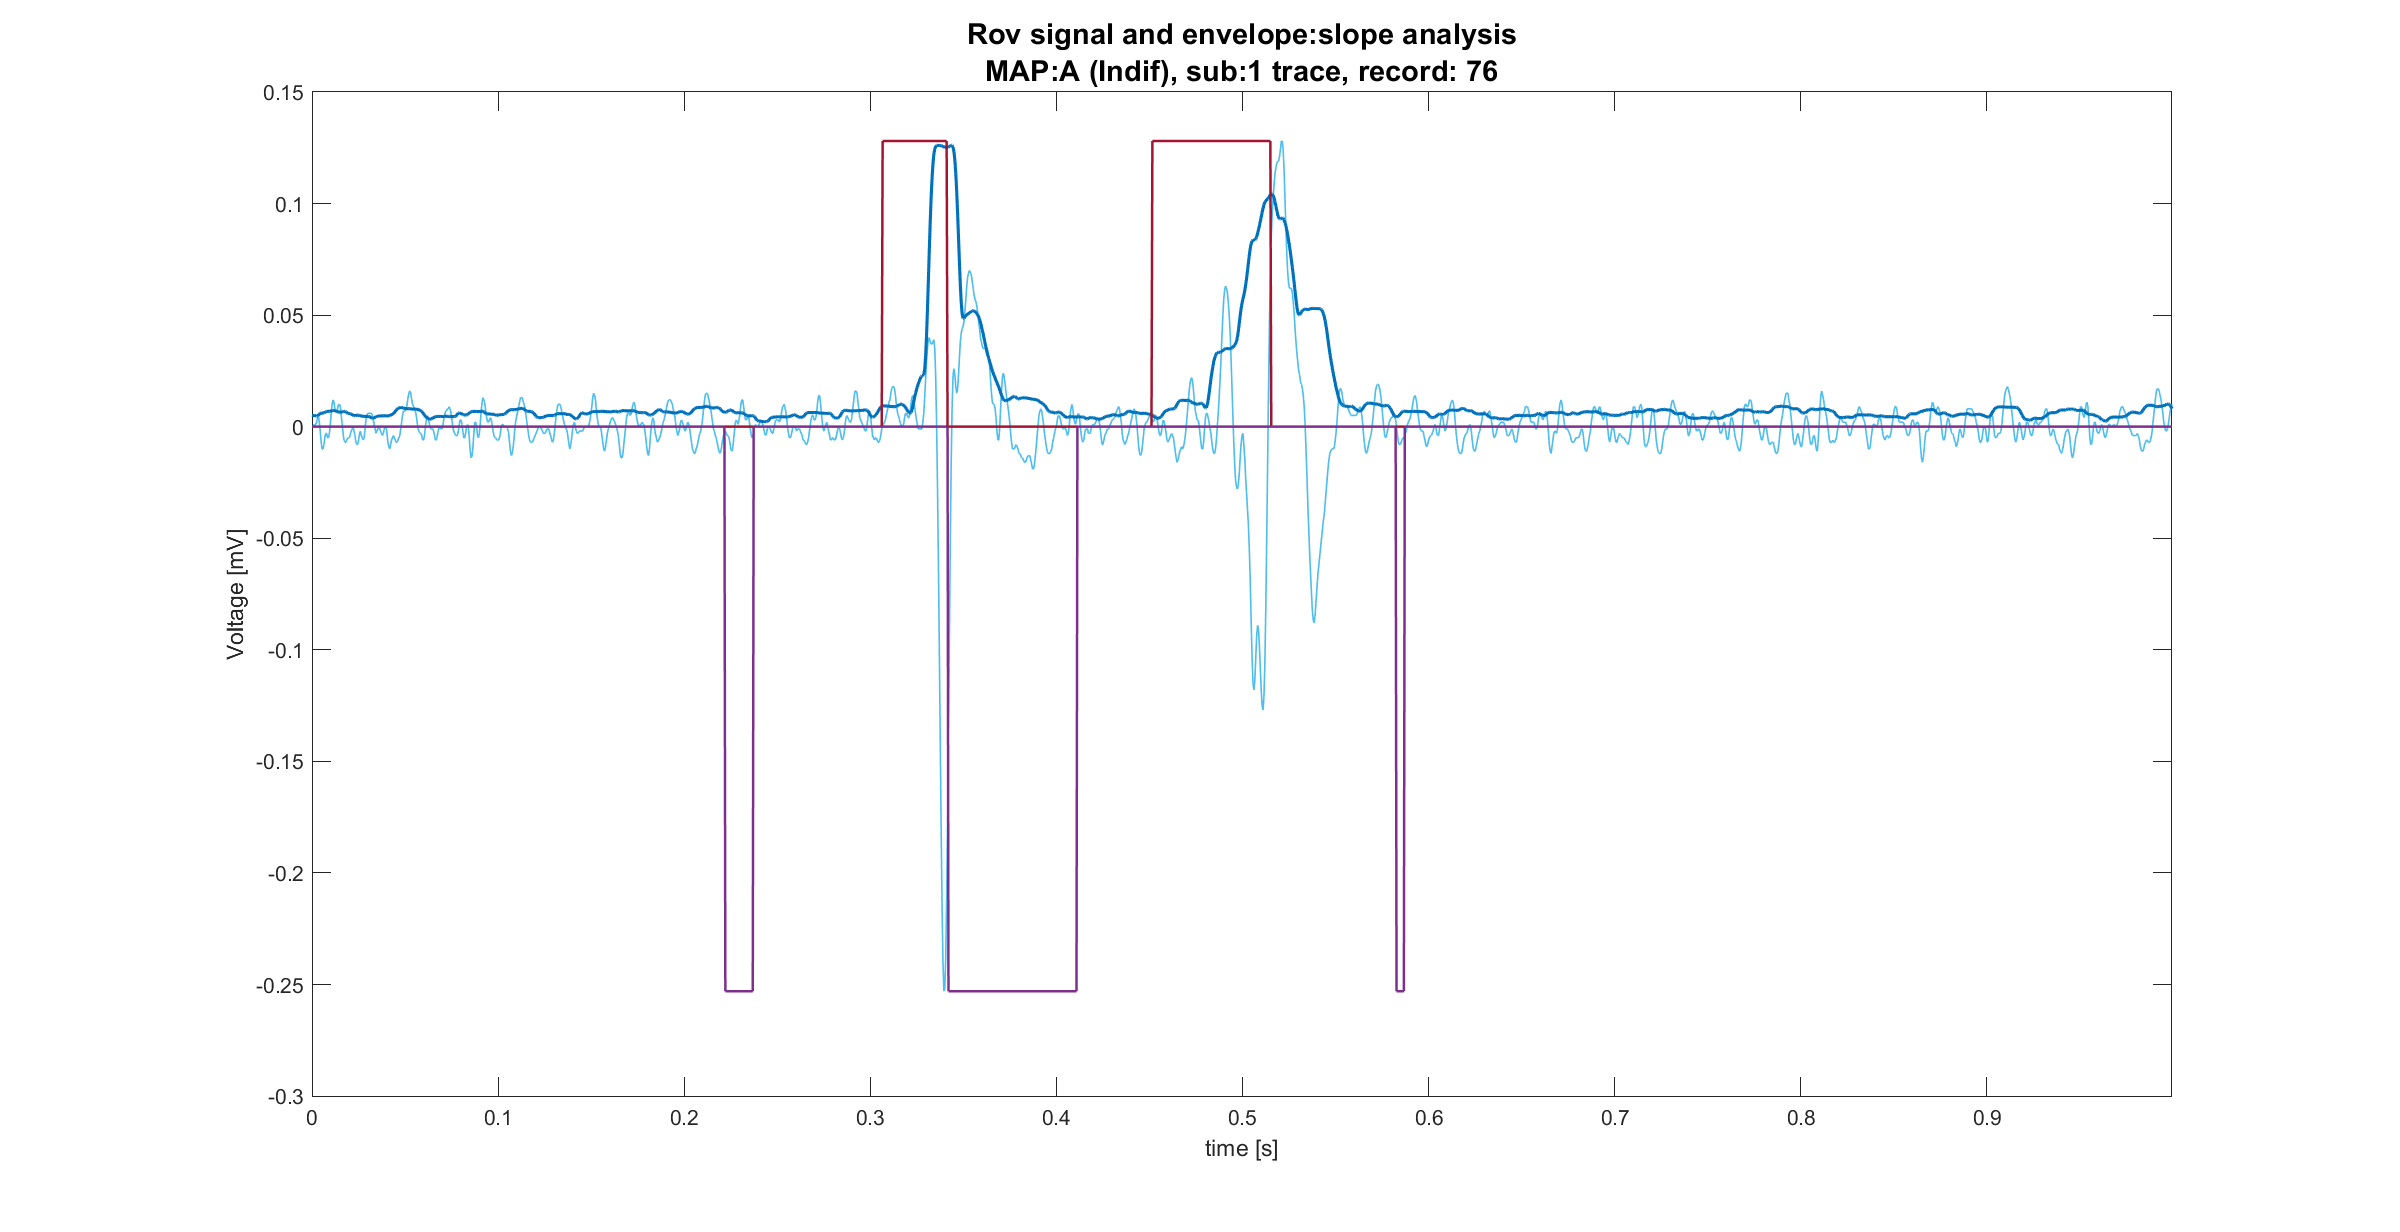 Rov signal and envelope:slope analysis
MAP:A (Indif), sub:1 trace, record: 76
0.15
0.1
0.05
0
-0.05
-0.1
-0.15
-0.2
-0.25
-0.3
Voltage [mV]
0 0.1 0.2 0.3 0.4 0.5 0.6 0.7 0.8 0.9
time [s]